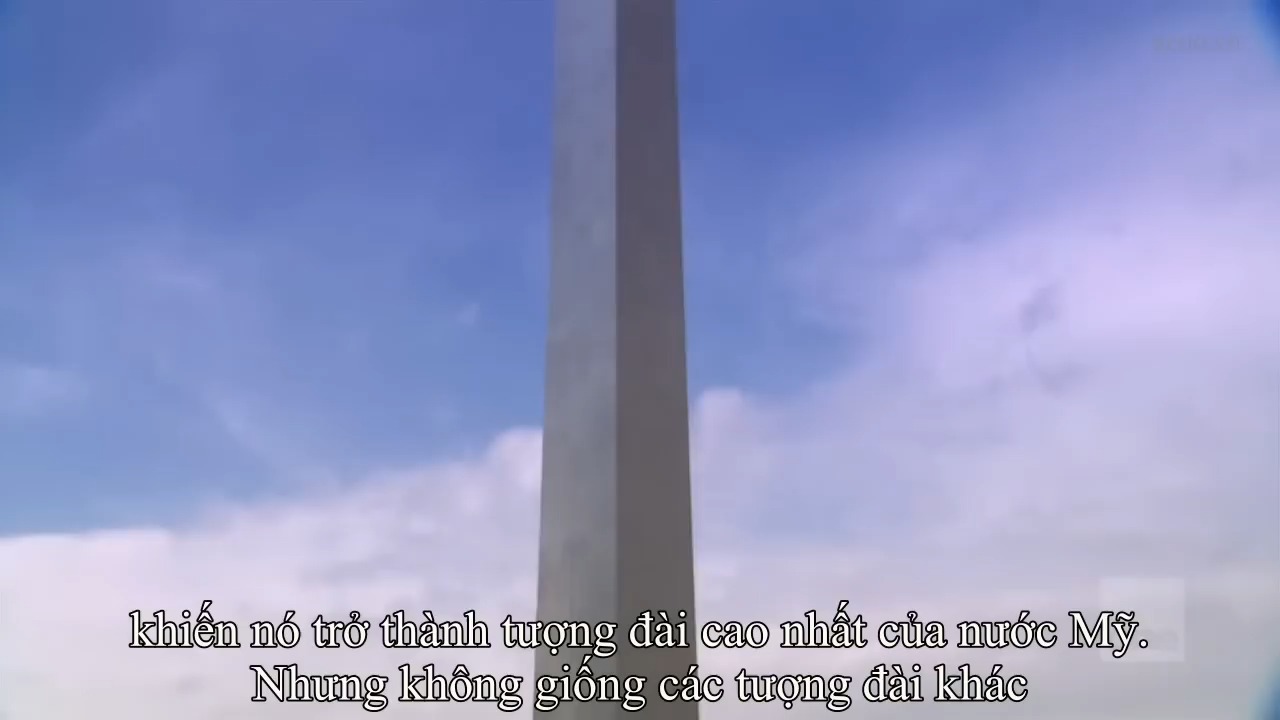 khiến nó trở thành tượng đài cao nhất của nước Mỹ.
Nhưng không giống các tượng đài khác